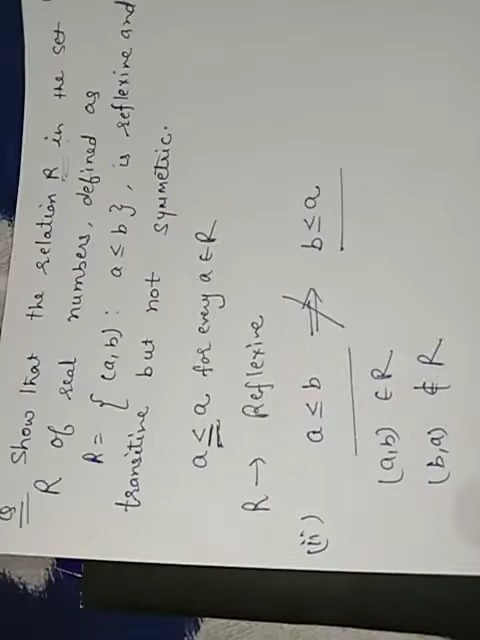 Q Show that the relation R in the set
R of real numbers, defined as
R = { (a,b) : a ≤ b }, is reflexive and
transitive but not symmetric.
a ≤ a for every a ∈ R
R → Reflexive
(ii) a ≤ b ⇏ b ≤ a
(a,b) ∈ R
(b,a) ∉ R